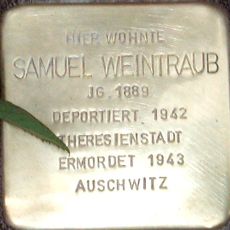 HIER WOHNTE
SAMUEL WEINTRAUB
JG. 1889
DEPORTIERT 1942
THERESIENSTADT
ERMORDET 1943
AUSCHWITZ